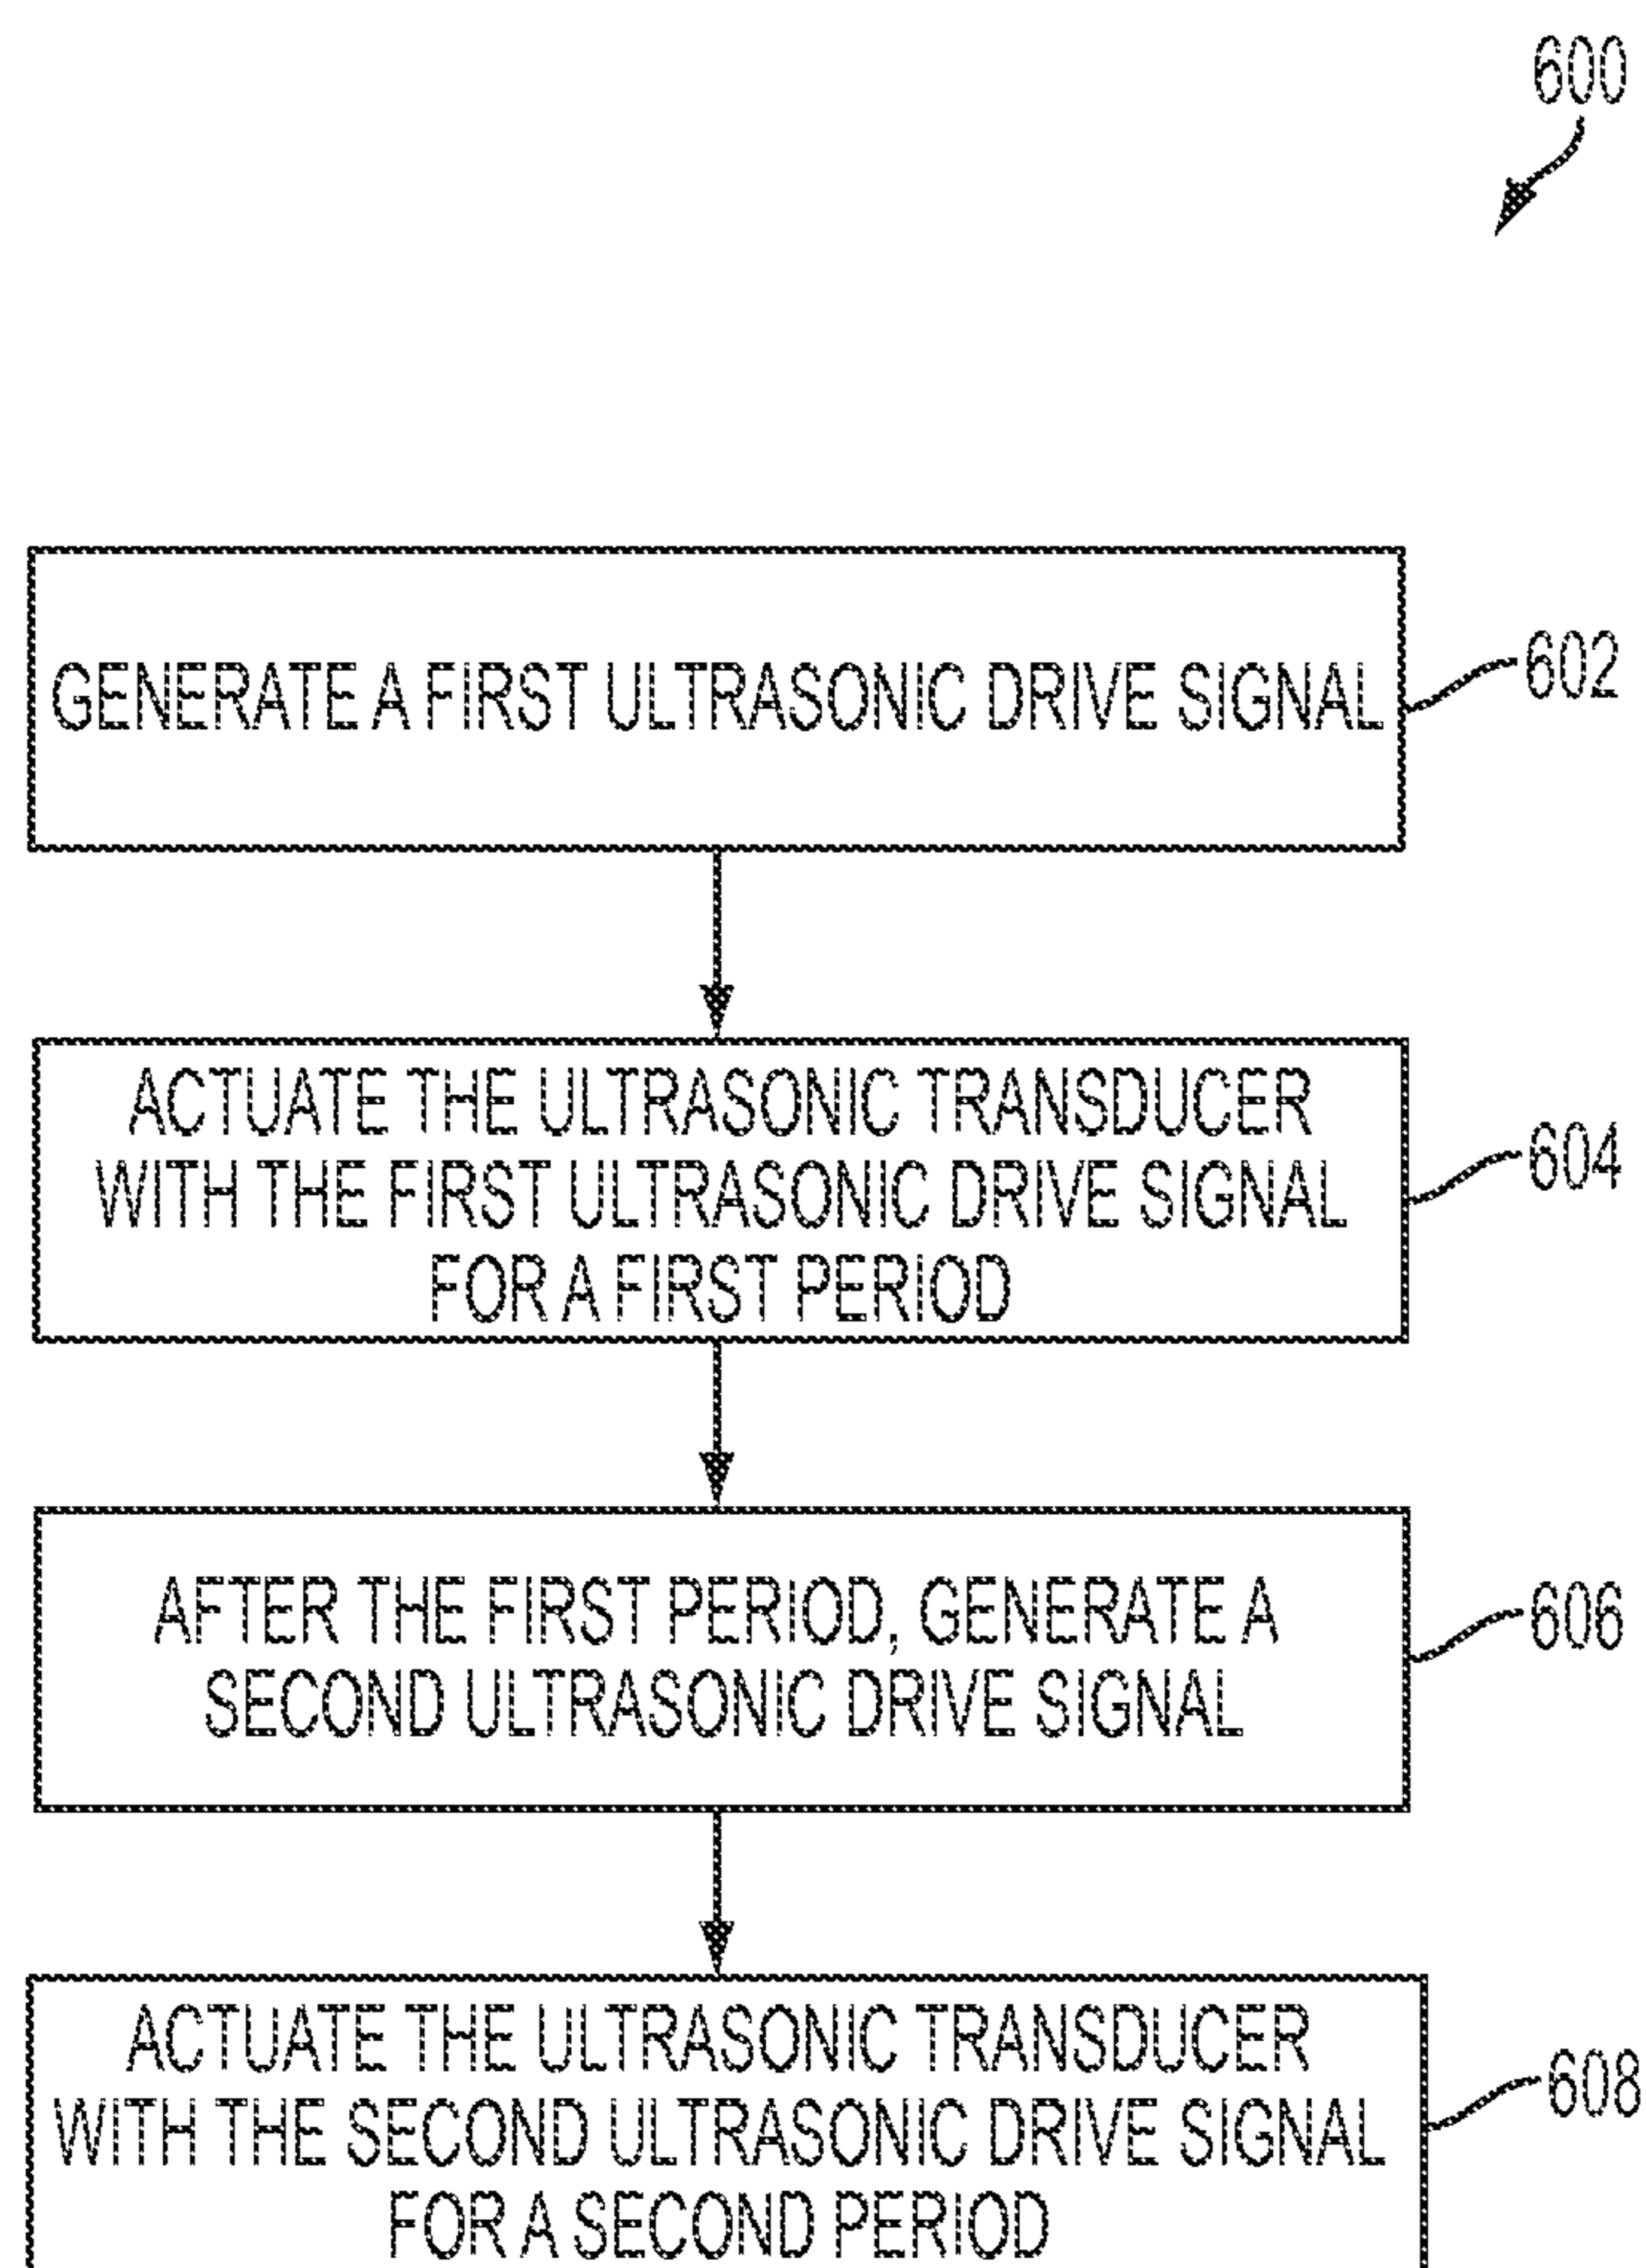 600
GENERATE A FIRST ULTRASONIC DRIVE SIGNAL
602
ACTUATE THE ULTRASONIC TRANSDUCER
WITH THE FIRST ULTRASONIC DRIVE SIGNAL
FOR A FIRST PERIOD
604
AFTER THE FIRST PERIOD, GENERATE A
SECOND ULTRASONIC DRIVE SIGNAL
606
ACTUATE THE ULTRASONIC TRANSDUCER
WITH THE SECOND ULTRASONIC DRIVE SIGNAL
FOR A SECOND PERIOD
608